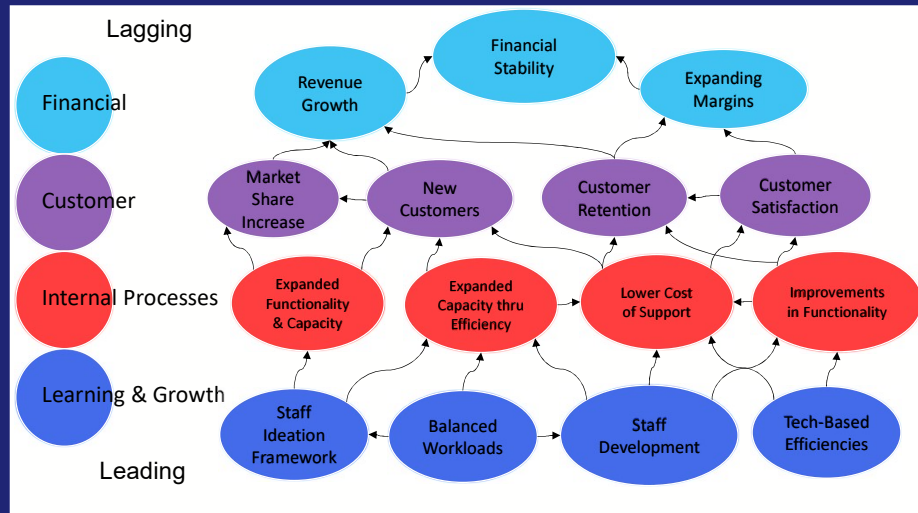 Lagging
Financial
Stability
Revenue
Growth
Expanding
Margins
Financial
Market
Share
Increase
New
Customers
Customer
Retention
Customer
Satisfaction
Customer
Expanded
Functionality
& Capacity
Expanded
Capacity thru
Efficiency
Lower Cost
of Support
Improvements
in Functionality
Internal Processes
Learning & Growth
Staff
Ideation
Framework
Balanced
Workloads
Staff
Development
Tech-Based
Efficiencies
Leading